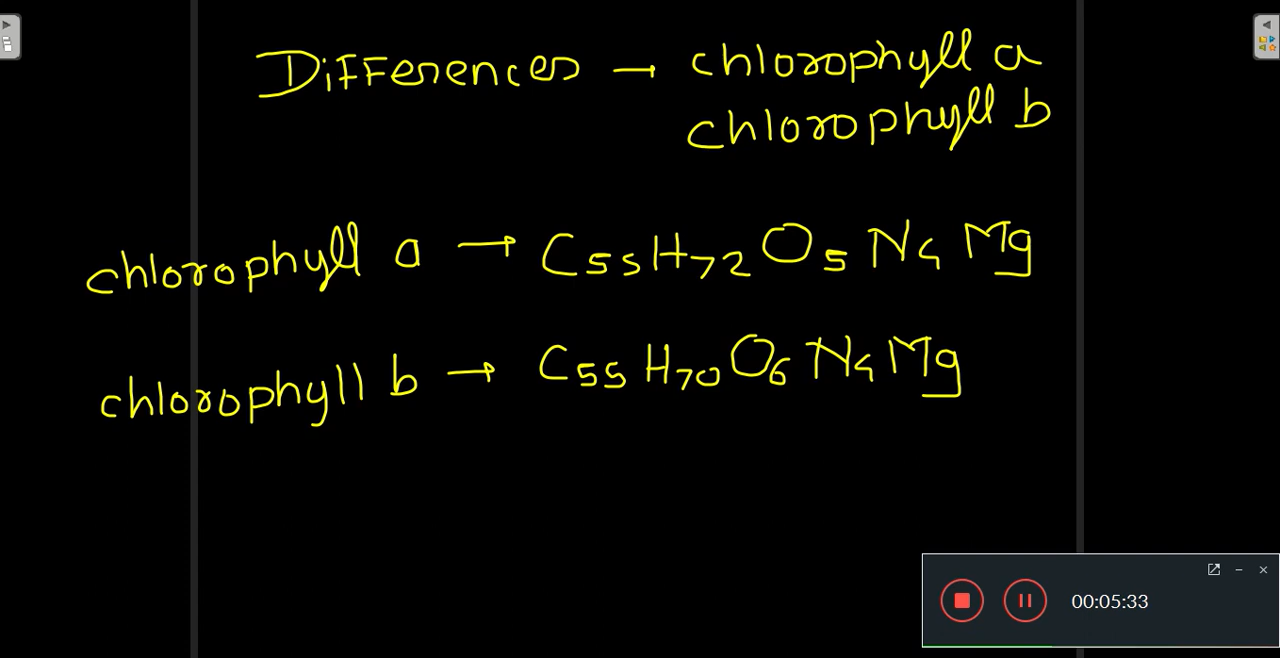 Differences → chlorophyll a
chlorophyll b
chlorophyll a → C55H72O5N4Mg
chlorophyll b → C55H70O6N4Mg
00:05:33